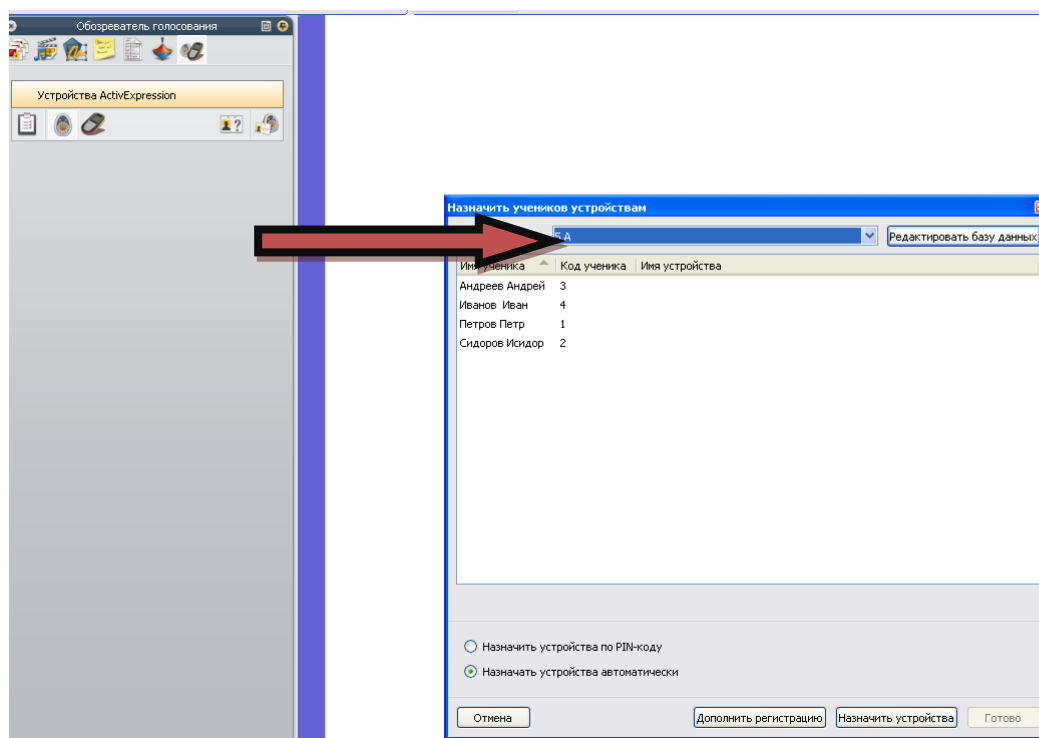 Обозреватель голосования
Устройства ActivExpression
Назначить учеников устройствам
5 А
Редактировать базу данных
Имя ученика Код ученика Имя устройства
Андреев Андрей 3
Иванов Иван 4
Петров Петр 1
Сидоров Исидор 2
Назначить устройства по PIN-коду
Назначать устройства автоматически
Отмена Дополнить регистрацию Назначить устройства Готово